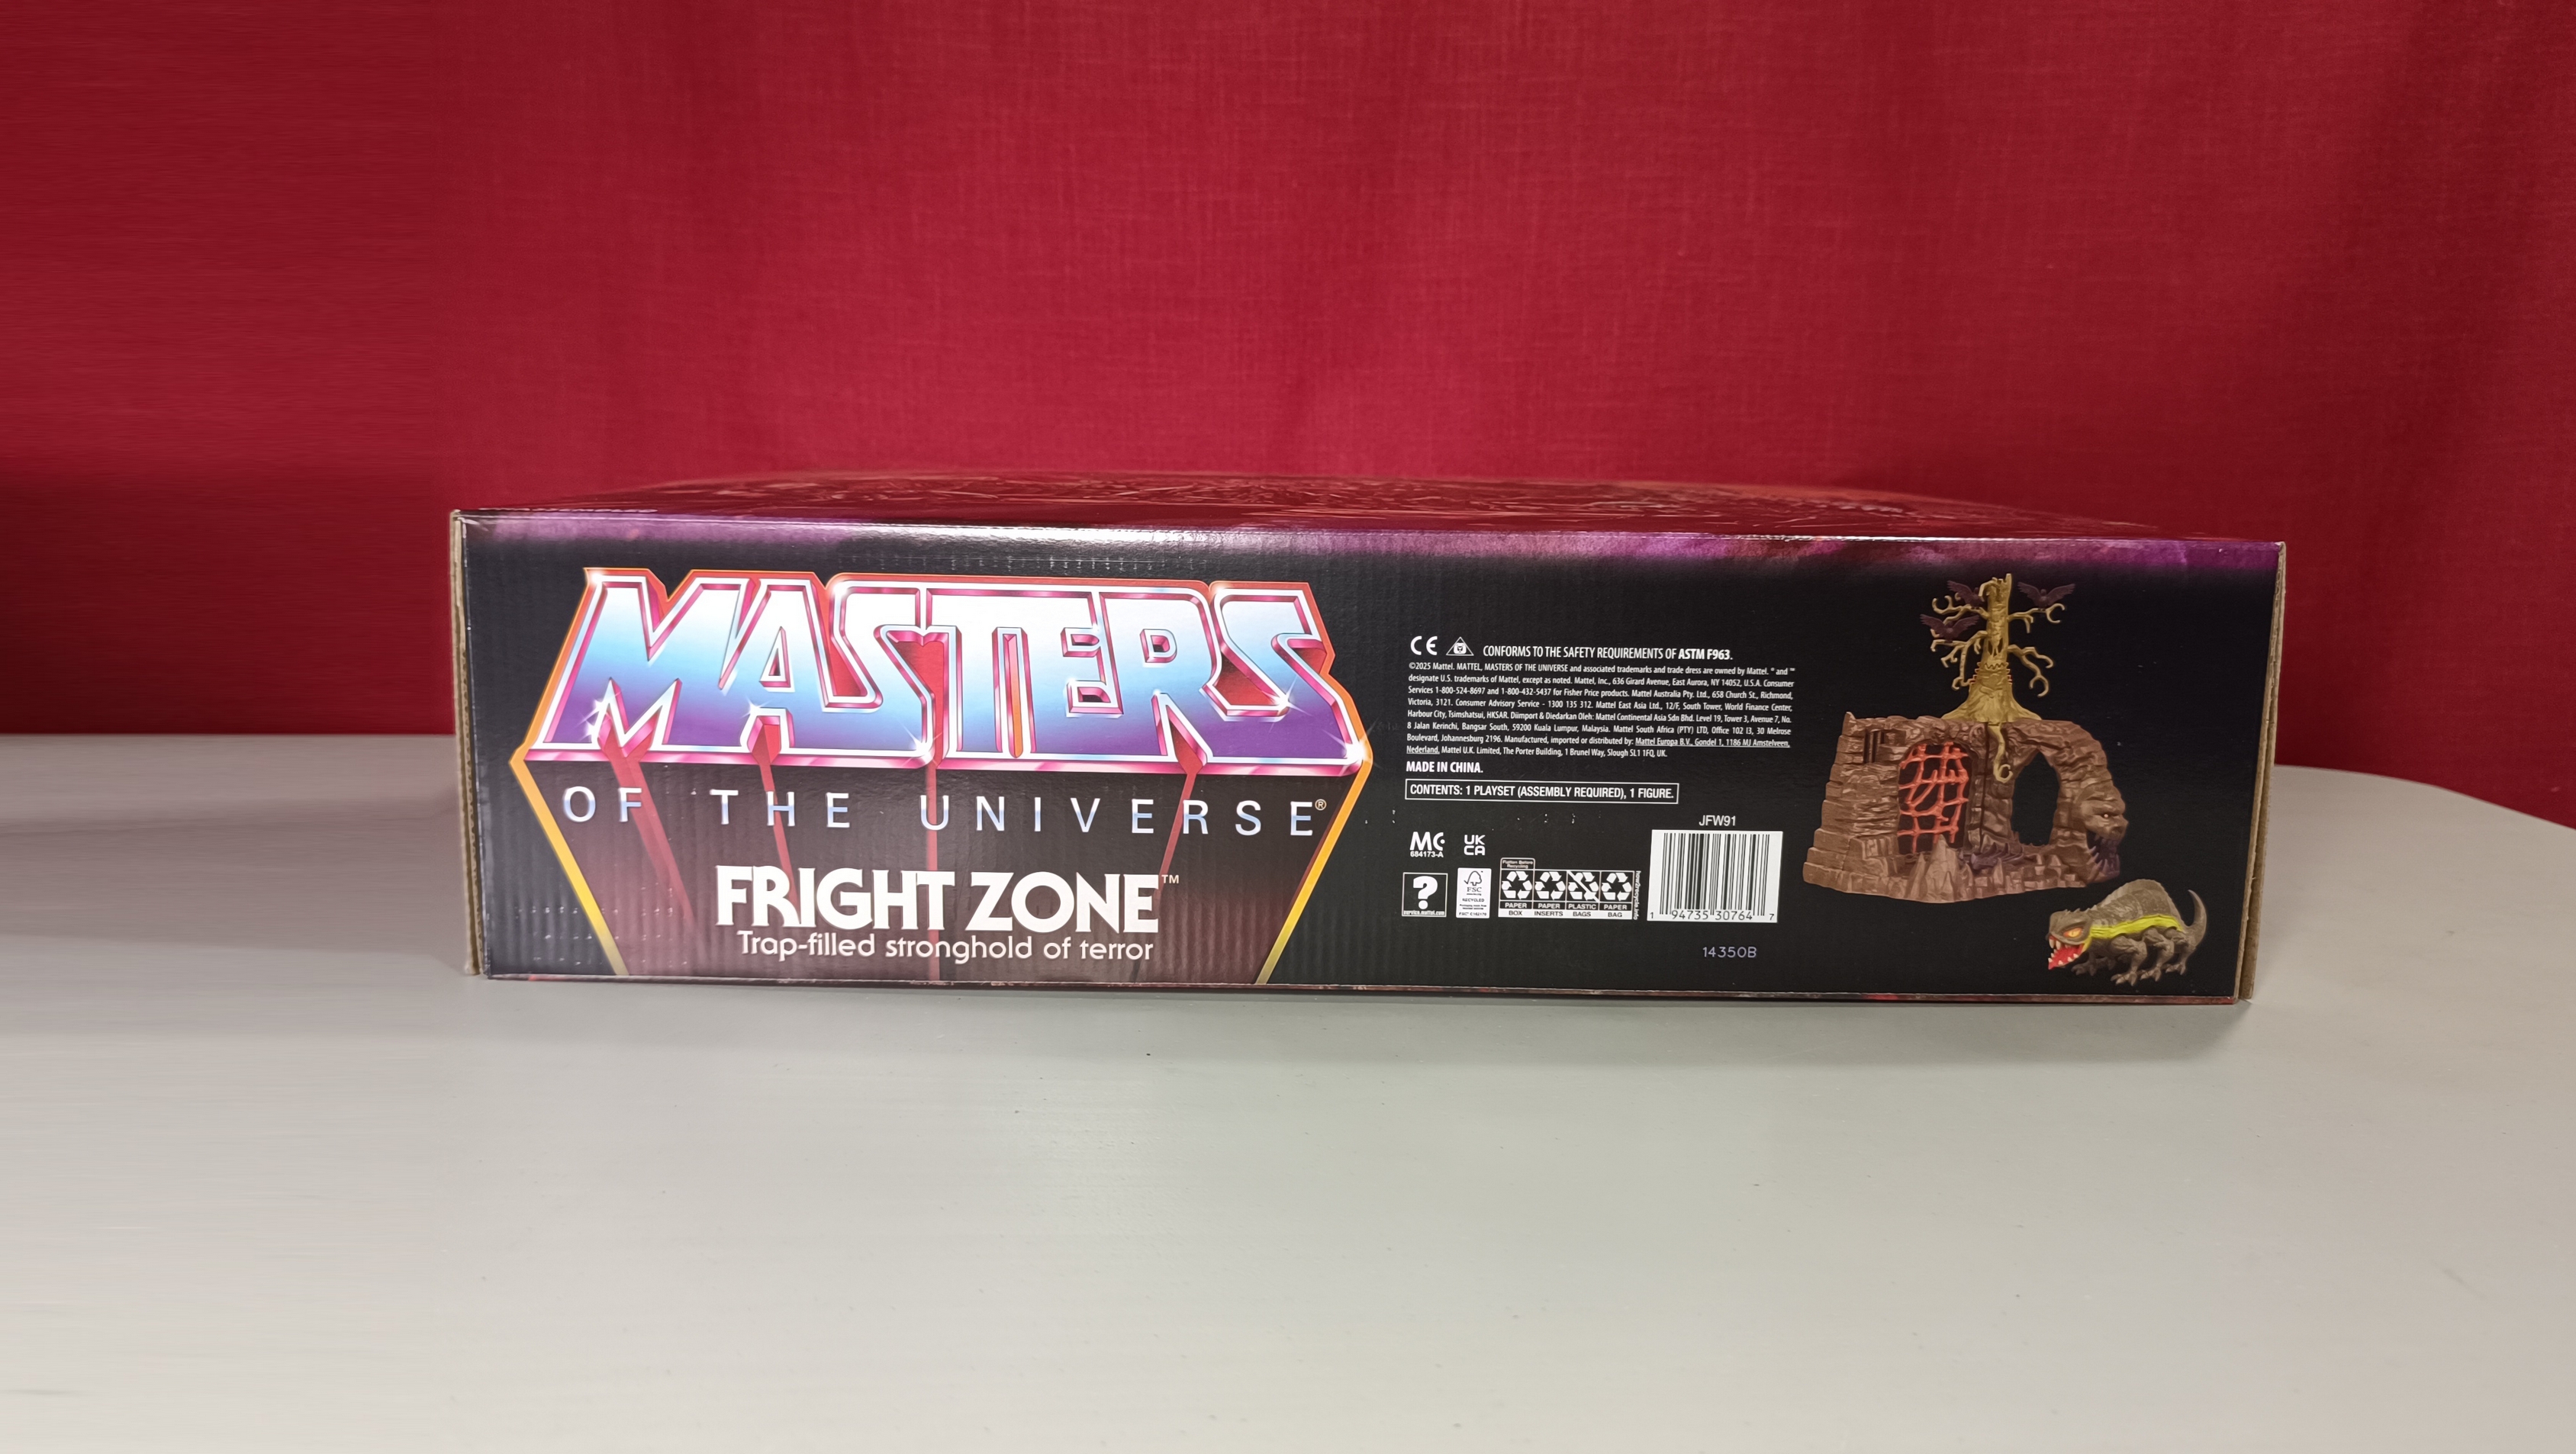 MASTERS
OF THE UNIVERSE®
FRIGHT ZONE™
Trap-filled stronghold of terror
CE CONFORMS TO THE SAFETY REQUIREMENTS OF ASTM F963.
©2025 Mattel. MATTEL, MASTERS OF THE UNIVERSE and associated trademarks and trade dress are owned by Mattel. ® and ™
designate U.S. trademarks of Mattel, except as noted. Mattel, Inc., 636 Girard Avenue, East Aurora, NY 14052, U.S.A. Consumer
Services 1-800-524-8697 and 1-800-432-5437 for Fisher Price products. Mattel Australia Pty. Ltd., 658 Church St., Richmond,
Victoria, 3121. Consumer Advisory Service - 1300 135 312. Mattel East Asia Ltd., 12/F, South Tower, World Finance Center,
Harbour City, Tsimshatsui, HKSAR. Diimport & Diedarkan Oleh: Mattel Continental Asia Sdn Bhd. Level 19, Tower 3, Avenue 7, No.
8 Jalan Kerinchi, Bangsar South, 59200 Kuala Lumpur, Malaysia. Mattel South Africa (PTY) LTD, Office 102 I3, 30 Melrose
Boulevard, Johannesburg 2196. Manufactured, imported or distributed by: Mattel Europa B.V., Gondel 1, 1186 MJ Amstelveen,
Nederland. Mattel U.K. Limited, The Porter Building, 1 Brunel Way, Slough SL1 1FQ, UK.
MADE IN CHINA.
CONTENTS: 1 PLAYSET (ASSEMBLY REQUIRED), 1 FIGURE.
JFW91
MC
684173-A
UK
CA
?
service.mattel.com
FSC
RECYCLED
PAPER BOX
PAPER INSERTS
PLASTIC BAGS
PAPER BAG
1 94735 30764 7
14350B